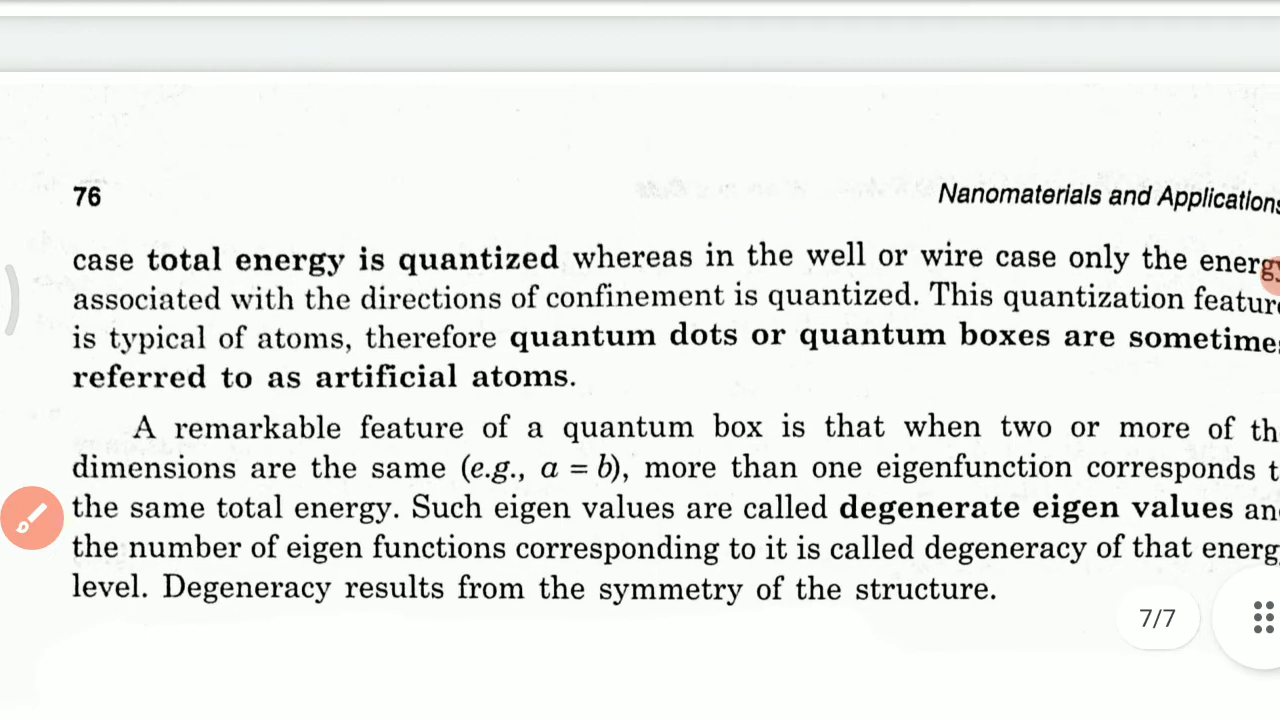 76
Nanomaterials and Applications
case total energy is quantized whereas in the well or wire case only the energy
associated with the directions of confinement is quantized. This quantization feature
is typical of atoms, therefore quantum dots or quantum boxes are sometimes
referred to as artificial atoms.
A remarkable feature of a quantum box is that when two or more of th
dimensions are the same (e.g., a = b), more than one eigenfunction corresponds t
the same total energy. Such eigen values are called degenerate eigen values an
the number of eigen functions corresponding to it is called degeneracy of that energ
level. Degeneracy results from the symmetry of the structure.
7/7